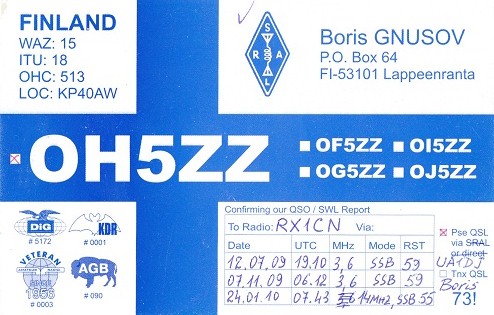 FINLAND
WAZ: 15
ITU: 18
OHC: 513
LOC: KP40AW
S
R A
L
Boris GNUSOV
P.O. Box 64
FI-53101 Lappeenranta
OH5ZZ
OF5ZZ OI5ZZ
OG5ZZ OJ5ZZ
DIG
# 5172
KDR
# 0001
VETERAN
1956
# 0003
AGB
# 090
Confirming our QSO / SWL Report
To Radio: RX1CN Via:
Date UTC MHz Mode RST
12.07.09 19.10 3,6 SSB 59
07.11.09 06.12 3,6 SSB 59
24.01.10 07.43 14MHz, SSB 55
Pse QSL
via SRAL
or direct
UA1DJ
Tnx QSL
Boris
73!